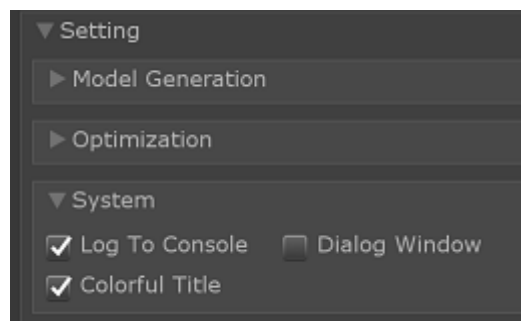 Setting
Model Generation
Optimization
System
Log To Console Dialog Window
Colorful Title